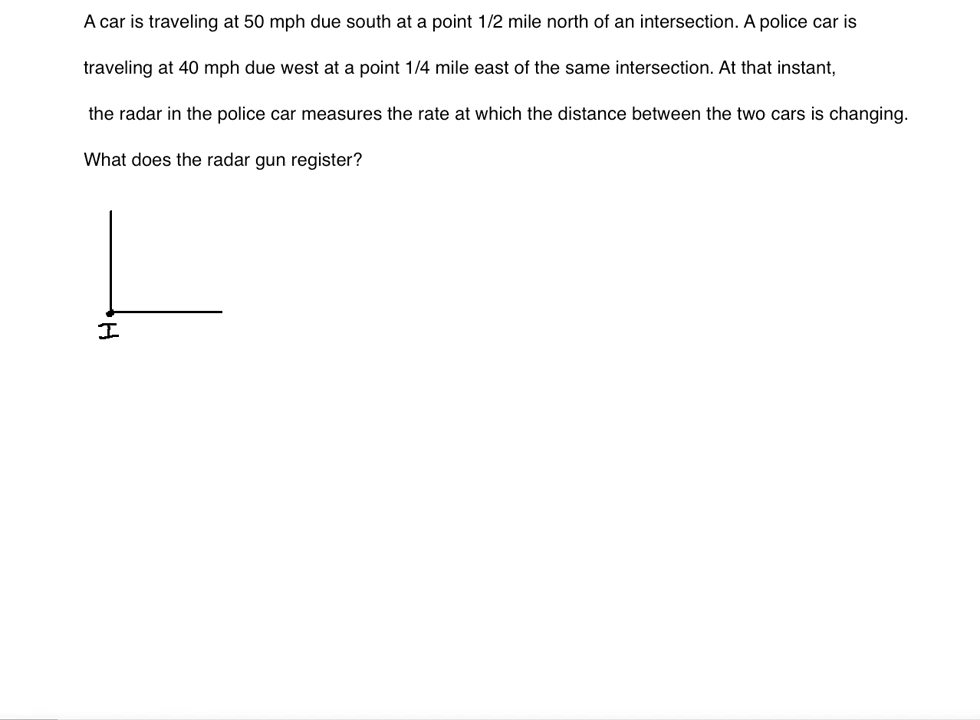 A car is traveling at 50 mph due south at a point 1/2 mile north of an intersection. A police car is
traveling at 40 mph due west at a point 1/4 mile east of the same intersection. At that instant,
the radar in the police car measures the rate at which the distance between the two cars is changing.
What does the radar gun register?
I